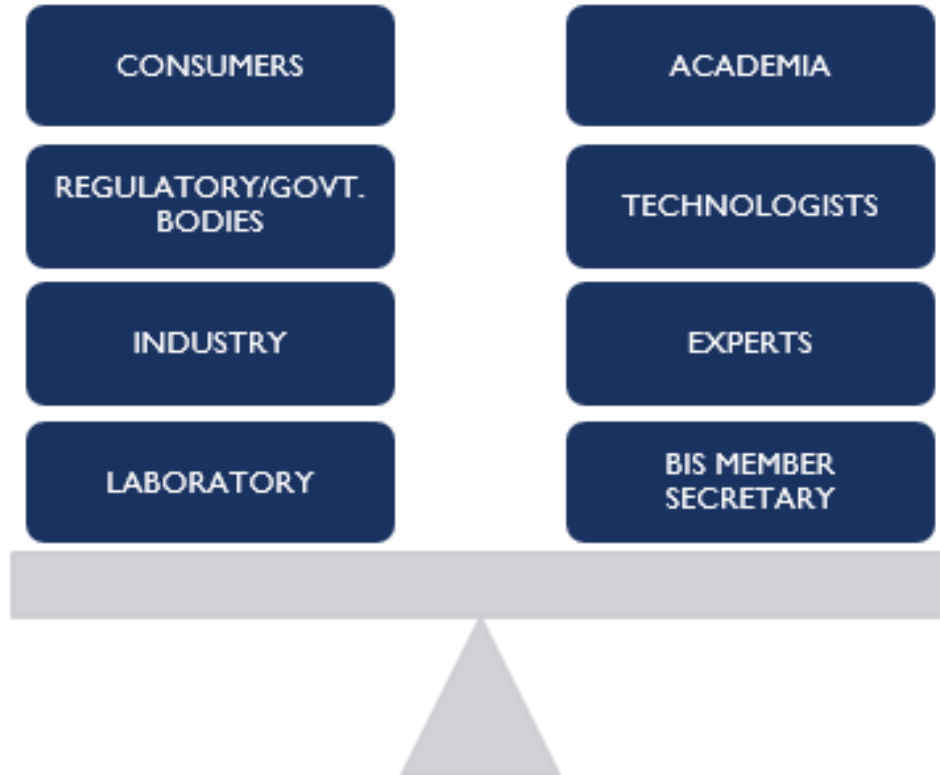 CONSUMERS
REGULATORY/GOVT.
BODIES
INDUSTRY
LABORATORY
ACADEMIA
TECHNOLOGISTS
EXPERTS
BIS MEMBER
SECRETARY